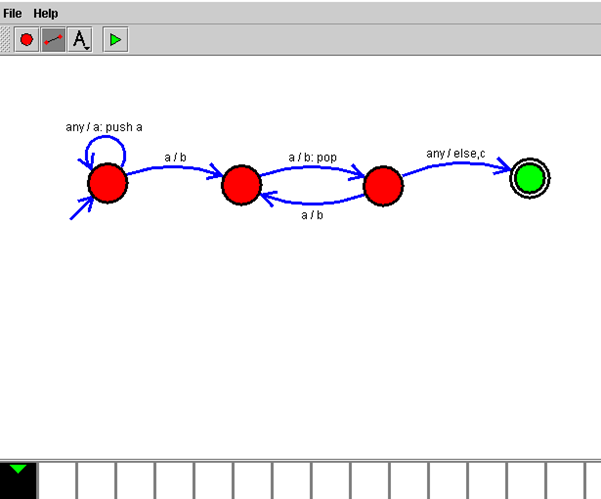 File Help
A
any / a: push a
a / b
a / b: pop
any / else,c
a / b